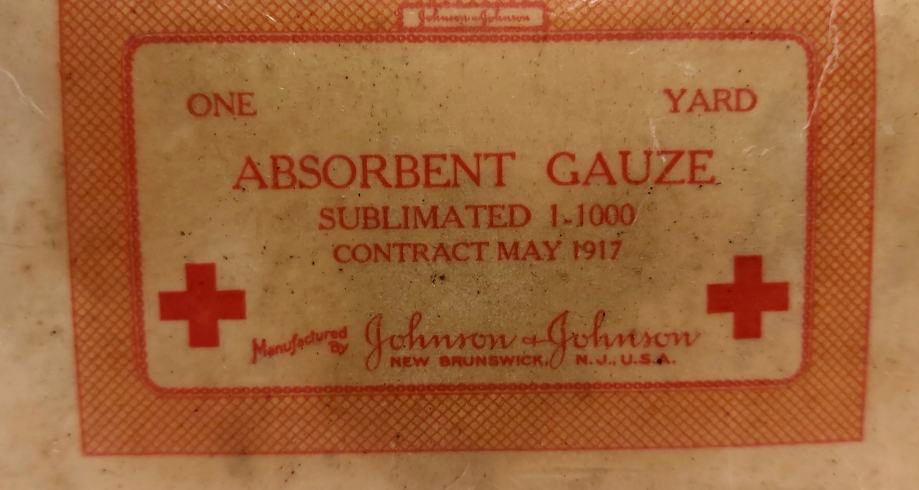 Johnson & Johnson
ONE YARD
ABSORBENT GAUZE
SUBLIMATED 1-1000
CONTRACT MAY 1917
Manufactured By Johnson & Johnson
NEW BRUNSWICK, N.J., U.S.A.